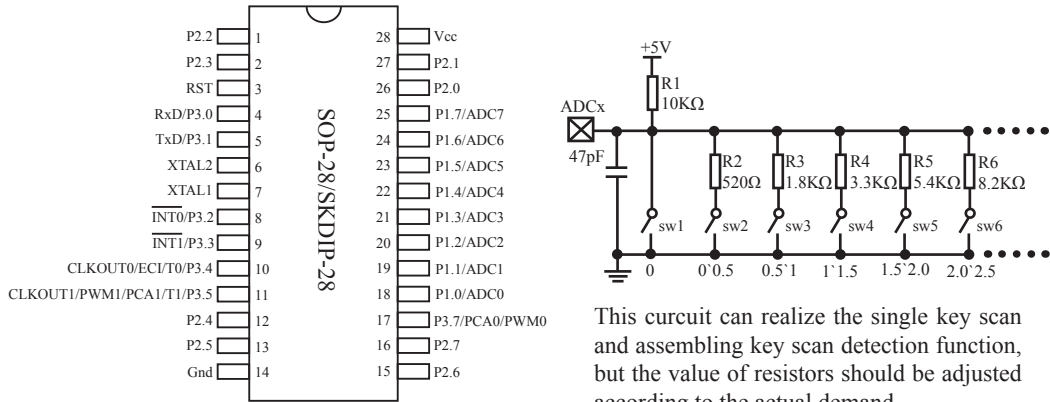 P2.2 1 28 Vcc
P2.3 2 27 P2.1
RST 3 26 P2.0
RxD/P3.0 4 25 P1.7/ADC7
TxD/P3.1 5 24 P1.6/ADC6
XTAL2 6 23 P1.5/ADC5
XTAL1 7 22 P1.4/ADC4
INT0/P3.2 8 21 P1.3/ADC3
INT1/P3.3 9 20 P1.2/ADC2
CLKOUT0/ECI/T0/P3.4 10 19 P1.1/ADC1
CLKOUT1/PWM1/PCA1/T1/P3.5 11 18 P1.0/ADC0
P2.4 12 17 P3.7/PCA0/PWM0
P2.5 13 16 P2.7
Gnd 14 15 P2.6
SOP-28/SKDIP-28
+5V
R1
10KΩ
ADCx
47pF
R2 R3 R4 R5 R6
520Ω 1.8KΩ 3.3KΩ 5.4KΩ 8.2KΩ
sw1 sw2 sw3 sw4 sw5 sw6
0 0`0.5 0.5`1 1`1.5 1.5`2.0 2.0`2.5
This curcuit can realize the single key scan
and assembling key scan detection function,
but the value of resistors should be adjusted
according to the actual demand